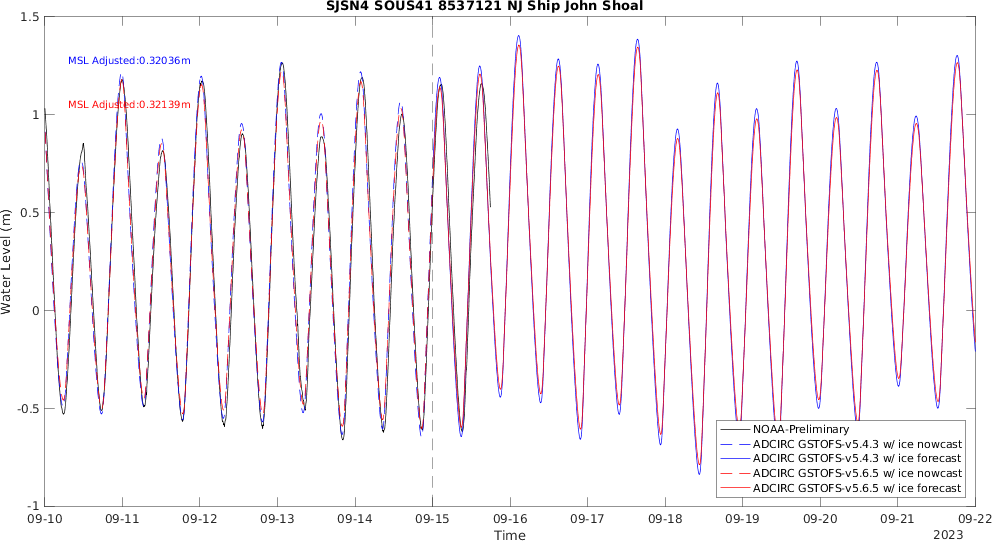 SJSN4 SOUS41 8537121 NJ Ship John Shoal
1.5
1
0.5
0
-0.5
-1
Water Level (m)
MSL Adjusted:0.32036m
MSL Adjusted:0.32139m
NOAA-Preliminary
ADCIRC GSTOFS-v5.4.3 w/ ice nowcast
ADCIRC GSTOFS-v5.4.3 w/ ice forecast
ADCIRC GSTOFS-v5.6.5 w/ ice nowcast
ADCIRC GSTOFS-v5.6.5 w/ ice forecast
09-10 09-11 09-12 09-13 09-14 09-15 09-16 09-17 09-18 09-19 09-20 09-21 09-22
Time
2023